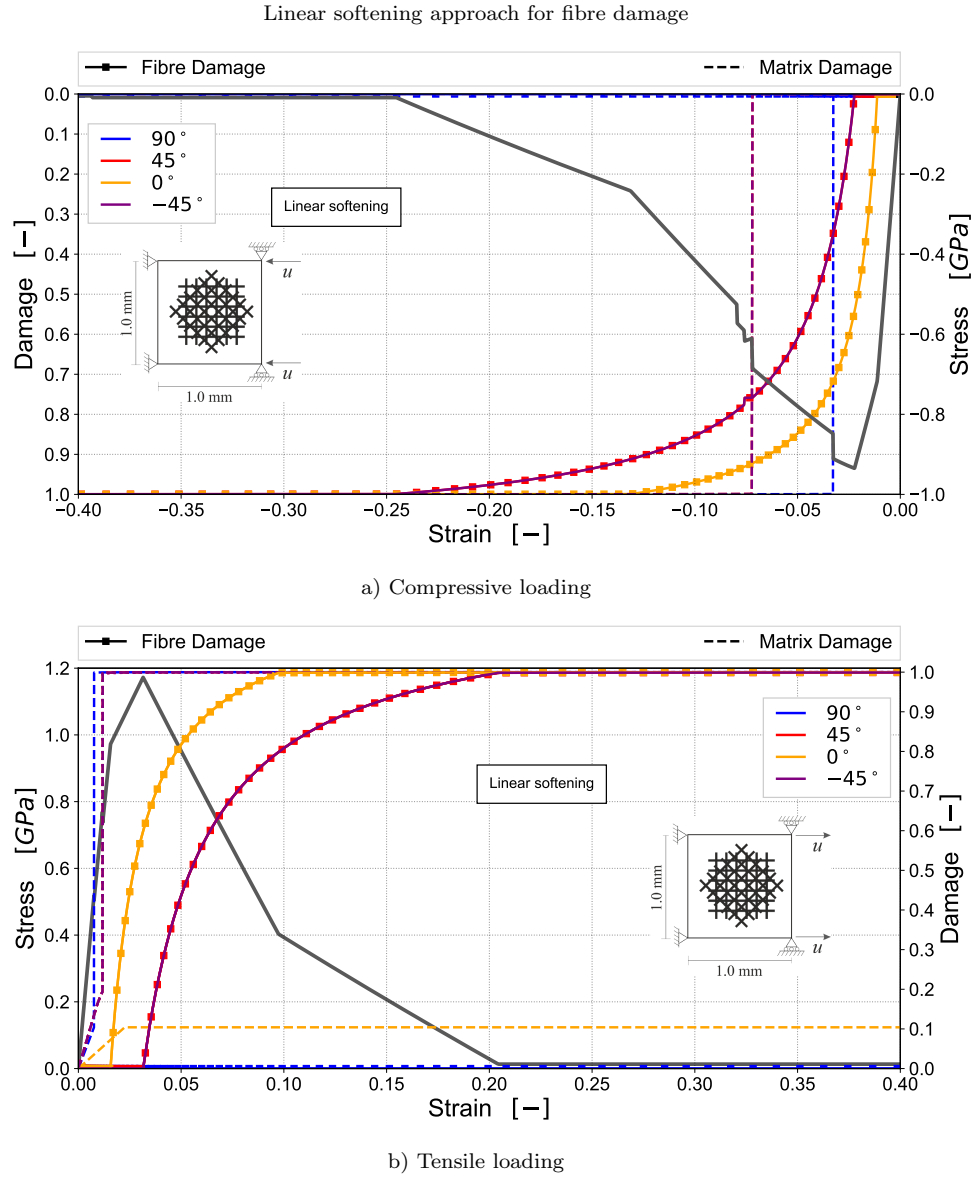 Linear softening approach for fibre damage
Fibre Damage
Matrix Damage
0.0
0.1
0.2
0.3
0.4
0.5
0.6
0.7
0.8
0.9
1.0
Damage [−]
90°
45°
0°
−45°
Linear softening
u
u
1.0 mm
1.0 mm
0.0
−0.2
−0.4
−0.6
−0.8
−1.0
Stress [GPa]
−0.40 −0.35 −0.30 −0.25 −0.20 −0.15 −0.10 −0.05 0.00
Strain [−]
a) Compressive loading
Fibre Damage
Matrix Damage
1.2
1.0
0.8
0.6
0.4
0.2
0.0
Stress [GPa]
90°
45°
0°
−45°
Linear softening
u
u
1.0 mm
1.0 mm
1.0
0.9
0.8
0.7
0.6
0.5
0.4
0.3
0.2
0.1
0.0
Damage [−]
0.00 0.05 0.10 0.15 0.20 0.25 0.30 0.35 0.40
Strain [−]
b) Tensile loading